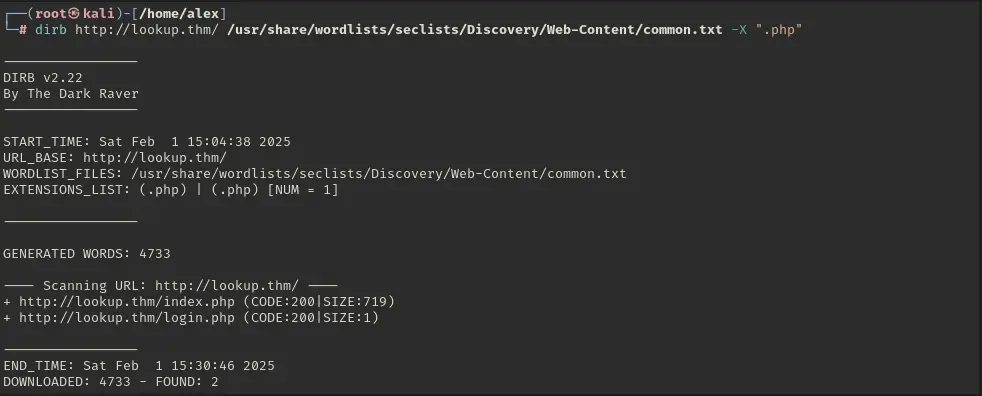 ┌──(root㉿kali)-[/home/alex]
└─# dirb http://lookup.thm/ /usr/share/wordlists/seclists/Discovery/Web-Content/common.txt -X ".php"
-----------------
DIRB v2.22
By The Dark Raver
-----------------
START_TIME: Sat Feb  1 15:04:38 2025
URL_BASE: http://lookup.thm/
WORDLIST_FILES: /usr/share/wordlists/seclists/Discovery/Web-Content/common.txt
EXTENSIONS_LIST: (.php) | (.php) [NUM = 1]
-----------------
GENERATED WORDS: 4733
---- Scanning URL: http://lookup.thm/ ----
+ http://lookup.thm/index.php (CODE:200|SIZE:719)
+ http://lookup.thm/login.php (CODE:200|SIZE:1)
-----------------
END_TIME: Sat Feb  1 15:30:46 2025
DOWNLOADED: 4733 - FOUND: 2